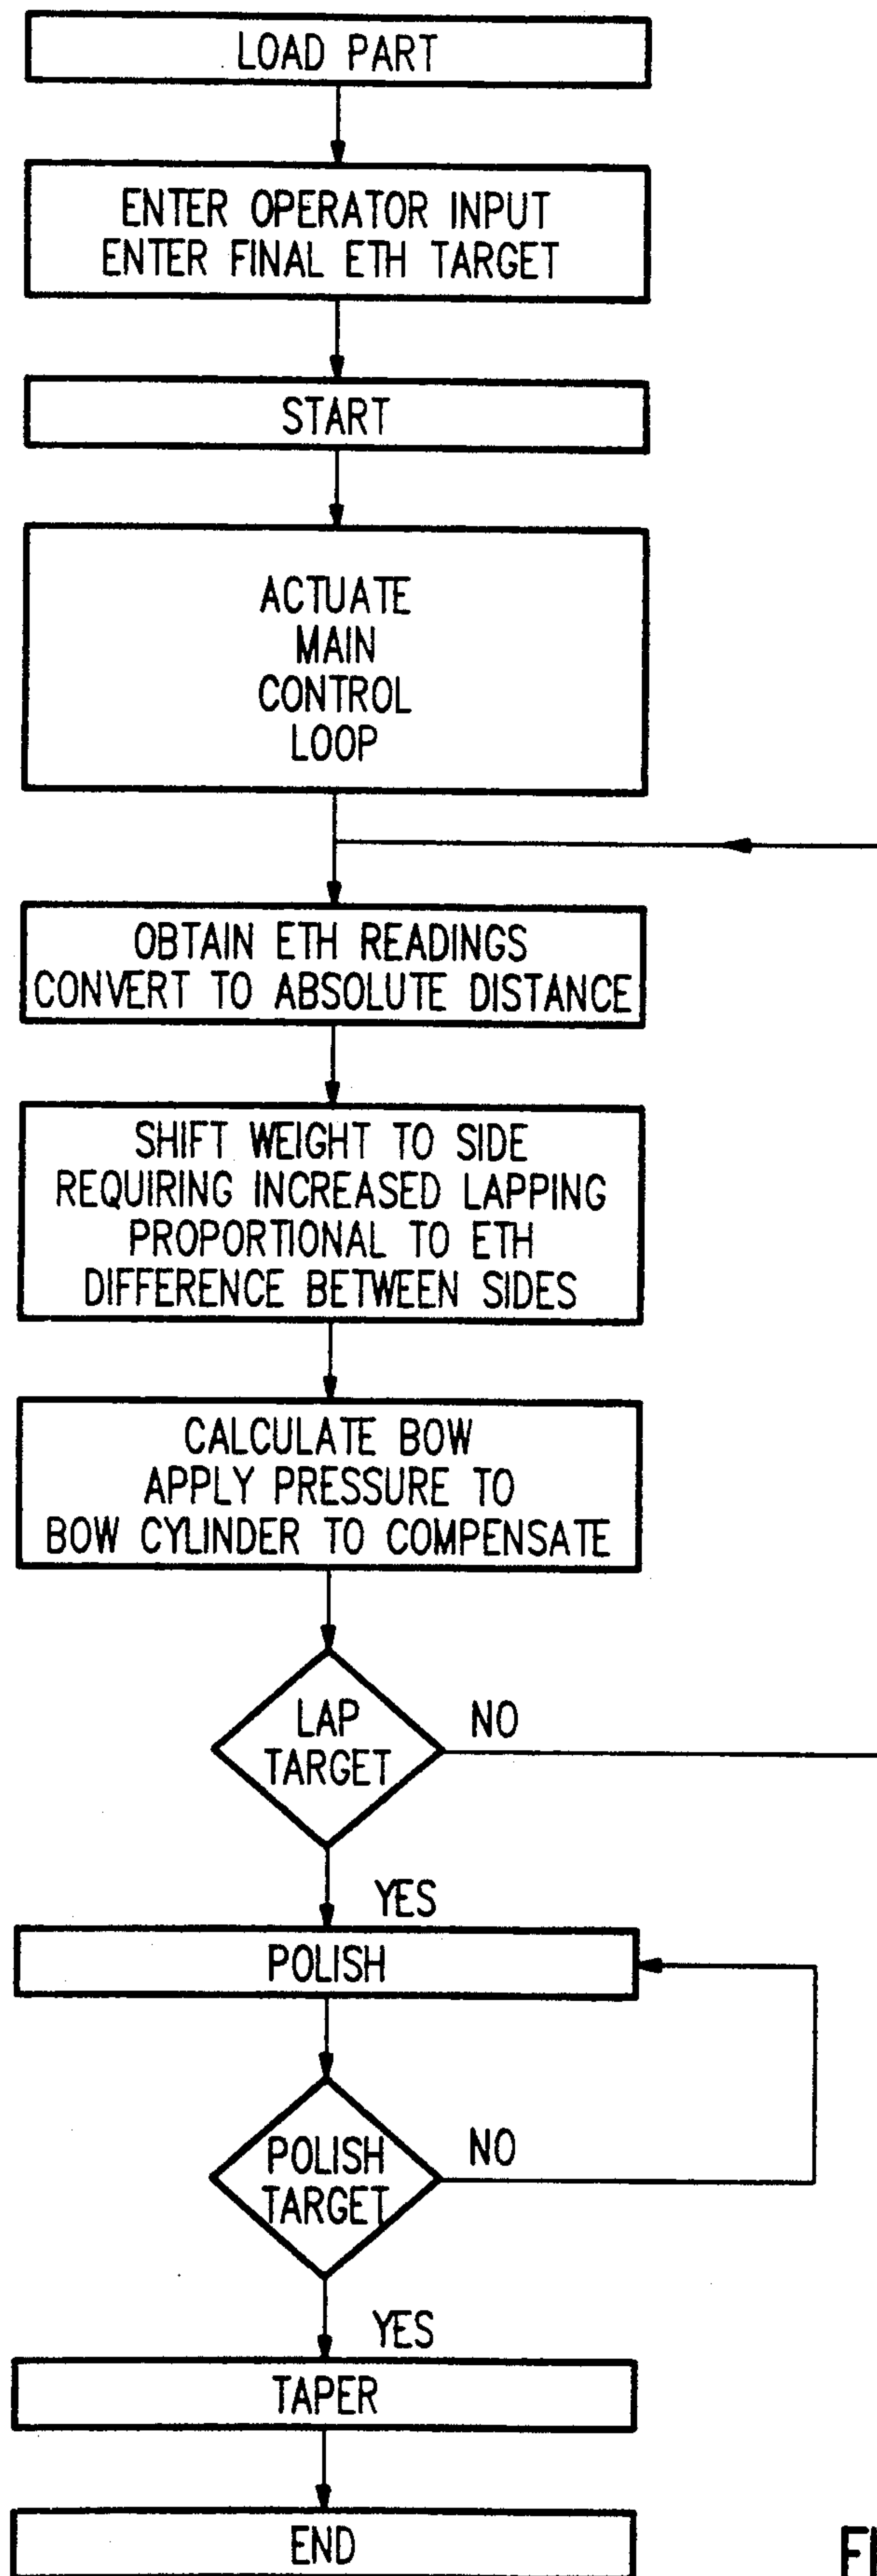 LOAD PART
ENTER OPERATOR INPUT
ENTER FINAL ETH TARGET
START
ACTUATE
MAIN
CONTROL
LOOP
OBTAIN ETH READINGS
CONVERT TO ABSOLUTE DISTANCE
SHIFT WEIGHT TO SIDE
REQUIRING INCREASED LAPPING
PROPORTIONAL TO ETH
DIFFERENCE BETWEEN SIDES
CALCULATE BOW
APPLY PRESSURE TO
BOW CYLINDER TO COMPENSATE
LAP
TARGET
NO
YES
POLISH
POLISH
TARGET
NO
YES
TAPER
END